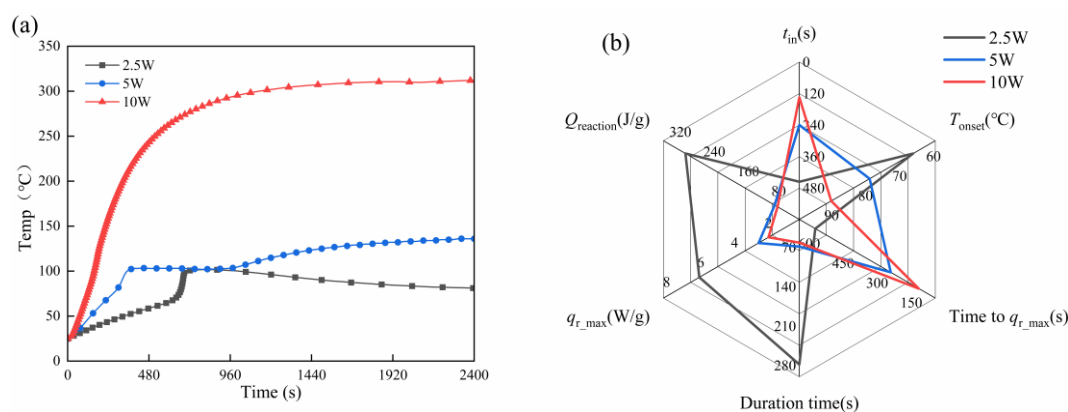 (a)
350
300
250
200
150
100
50
0
Temp (℃)
2.5W
5W
10W
0 480 960 1440 1920 2400
Time (s)
(b)
2.5W
5W
10W
t_in(s)
0
120
240
360
480
T_onset(℃)
60
70
80
90
Time to q_r_max(s)
150
300
450
600
Duration time(s)
70
140
210
280
q_r_max(W/g)
2
4
6
8
Q_reaction(J/g)
80
160
240
320